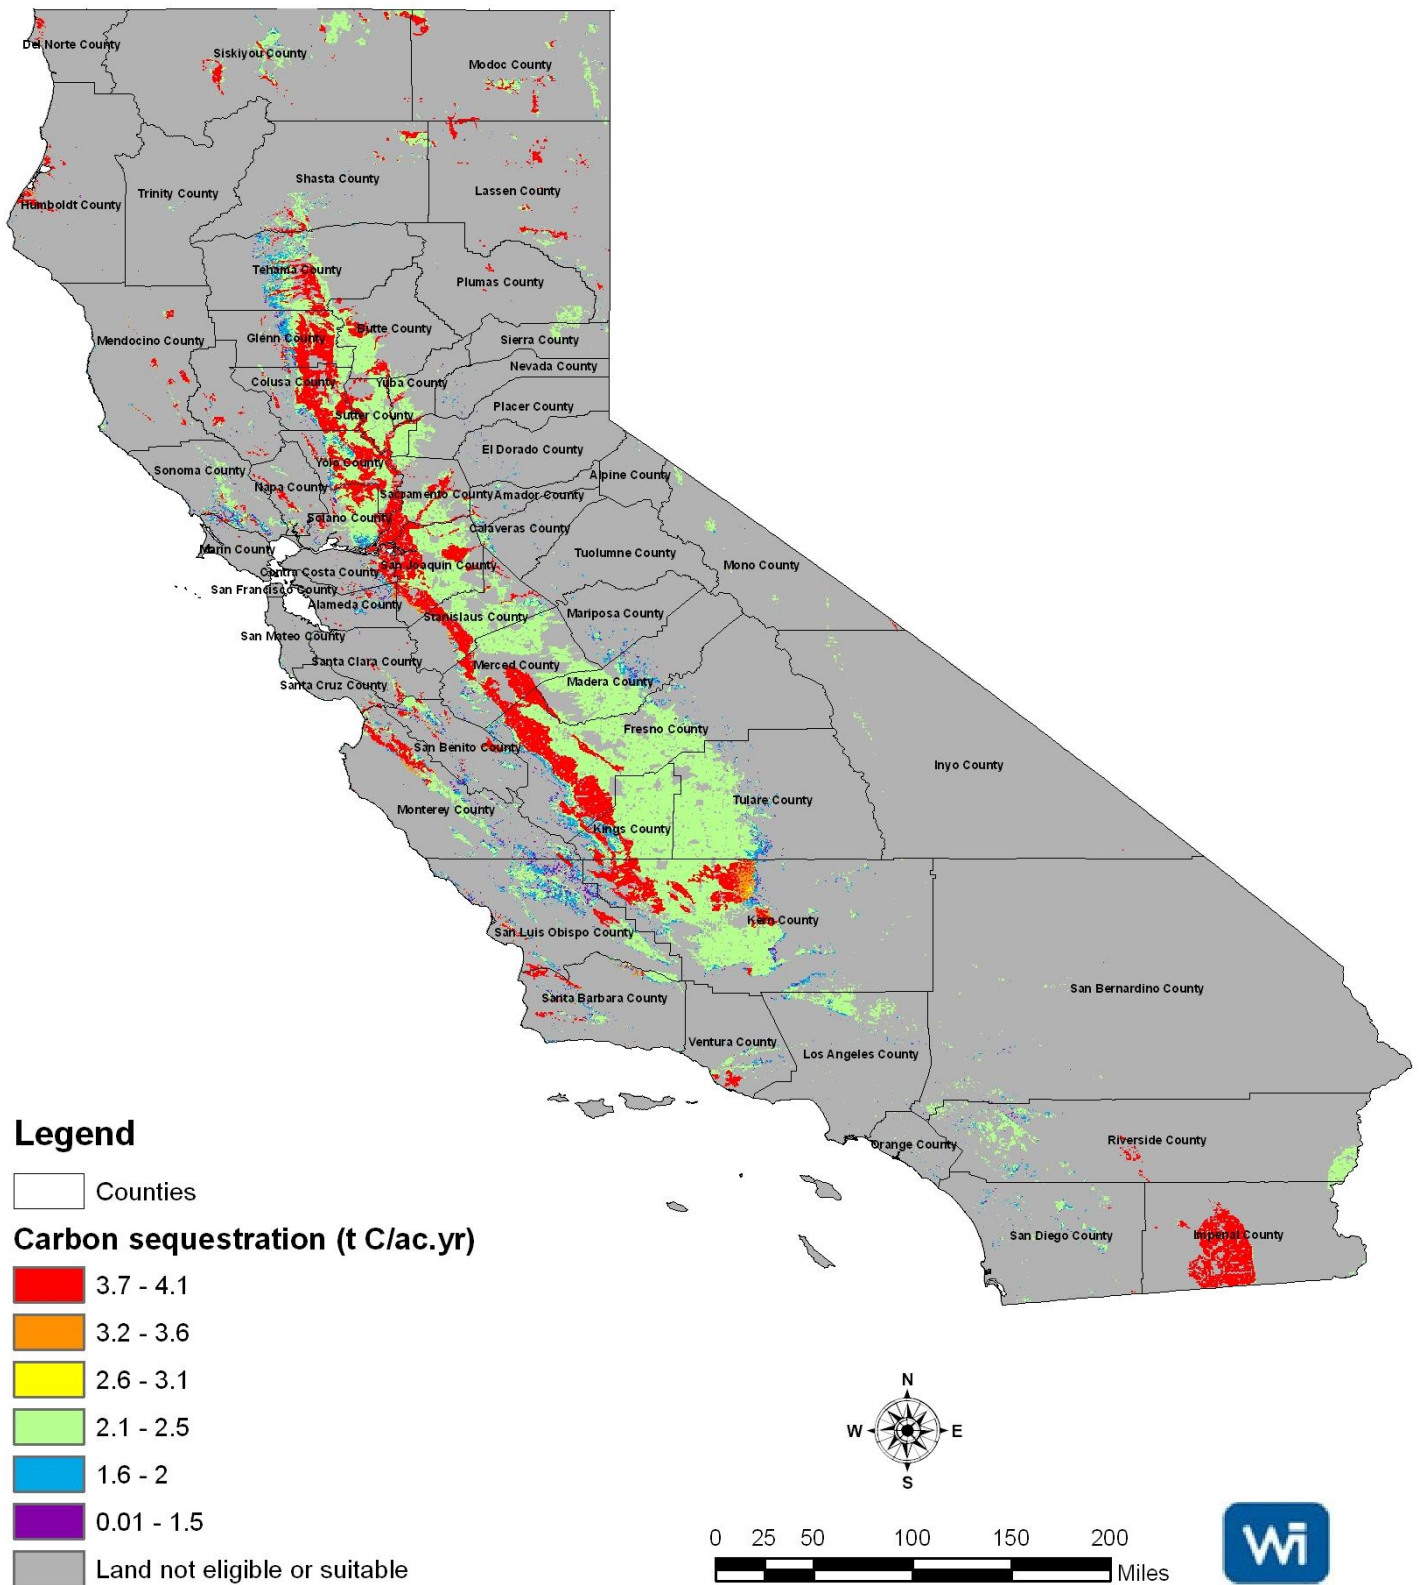 Del Norte County
Siskiyou County
Modoc County
Shasta County
Trinity County
Lassen County
Humboldt County
Tehama County
Plumas County
Mendocino County
Glenn County
Butte County
Sierra County
Nevada County
Colusa County
Yuba County
Placer County
Sutter County
El Dorado County
Sonoma County
Yolo County
Alpine County
Napa County
Sacramento County
Amador County
Solano County
Calaveras County
Marin County
Tuolumne County
Contra Costa County
San Joaquin County
Mono County
San Francisco County
Alameda County
Stanislaus County
Mariposa County
San Mateo County
Santa Clara County
Merced County
Santa Cruz County
Madera County
Fresno County
San Benito County
Inyo County
Monterey County
Tulare County
Kings County
San Luis Obispo County
Kern County
San Bernardino County
Santa Barbara County
Ventura County
Los Angeles County
Orange County
Riverside County
San Diego County
Imperial County
Legend
Counties
Carbon sequestration (t C/ac.yr)
3.7 - 4.1
3.2 - 3.6
2.6 - 3.1
2.1 - 2.5
1.6 - 2
0.01 - 1.5
Land not eligible or suitable
N
W E
S
0 25 50 100 150 200
Miles
Wi